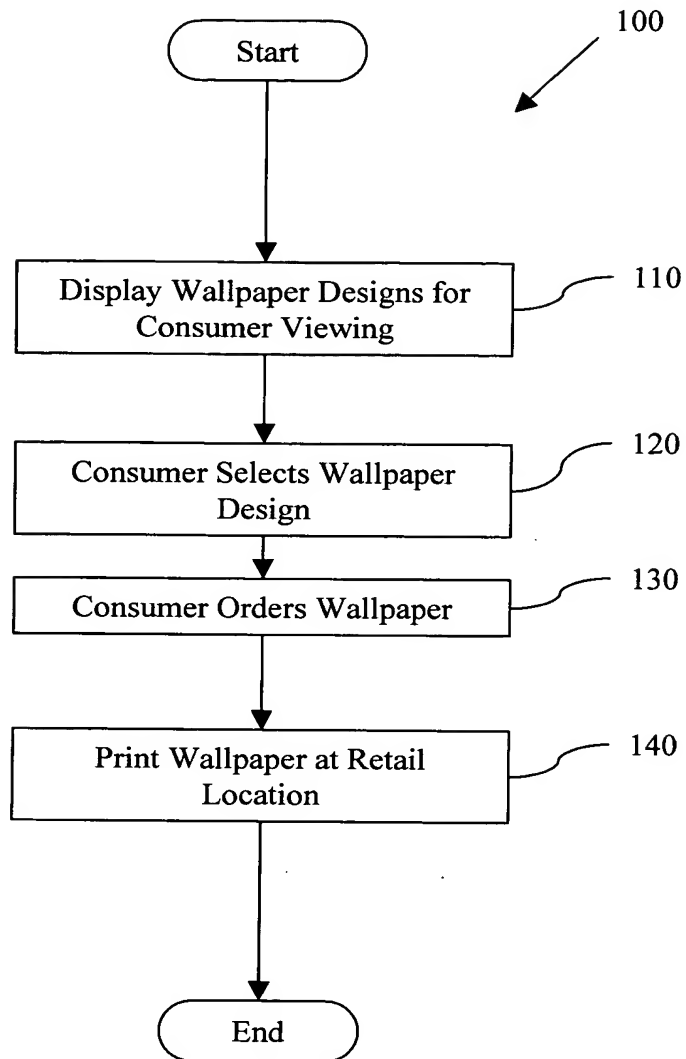 100
Start
Display Wallpaper Designs for
Consumer Viewing
110
Consumer Selects Wallpaper
Design
120
Consumer Orders Wallpaper
130
Print Wallpaper at Retail
Location
140
End